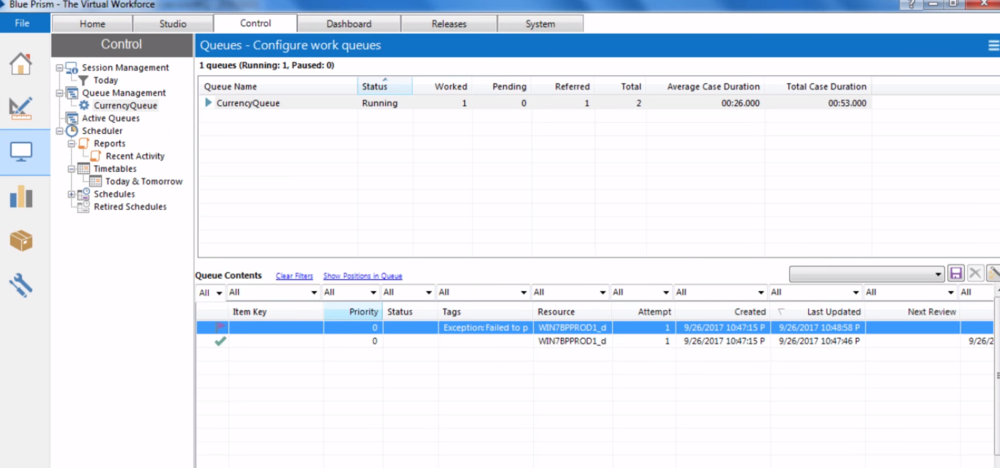 Blue Prism - The Virtual Workforce
File Home Studio Control Dashboard Releases System
Control
Session Management
Today
Queue Management
CurrencyQueue
Active Queues
Scheduler
Reports
Recent Activity
Timetables
Today & Tomorrow
Schedules
Retired Schedules
Queues - Configure work queues
1 queues (Running: 1, Paused: 0)
Queue Name Status Worked Pending Referred Total Average Case Duration Total Case Duration
CurrencyQueue Running 1 0 1 2 00:26.000 00:53.000
Queue Contents Clear Filters Show Positions in Queue
All All All All All All All All All All All
Item Key Priority Status Tags Resource Attempt Created Last Updated Next Review
0 Exception: Failed to p WIN7BPPROD1_d 1 9/26/2017 10:47:15 P 9/26/2017 10:48:58 P
0 WIN7BPPROD1_d 1 9/26/2017 10:47:15 P 9/26/2017 10:47:46 P 9/26/2